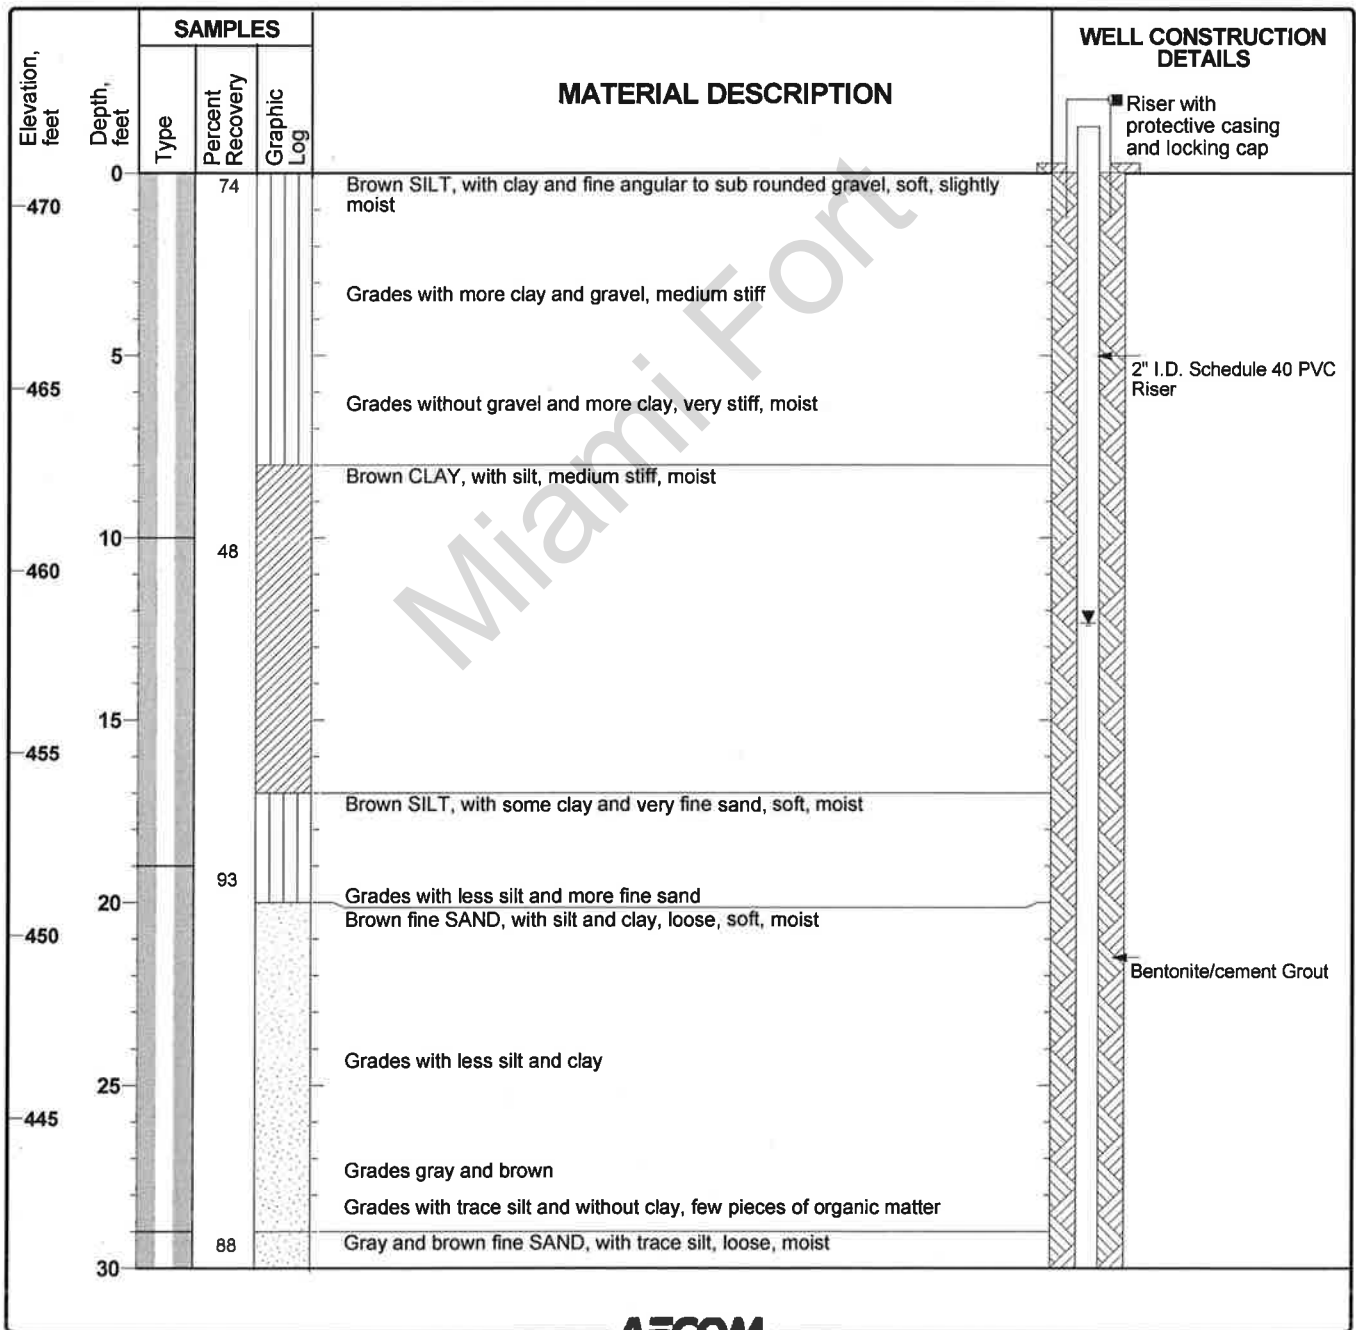 SAMPLES
WELL CONSTRUCTION
DETAILS
Elevation,
feet
Depth,
feet
Type
Percent
Recovery
Graphic
Log
MATERIAL DESCRIPTION
Riser with
protective casing
and locking cap
0
74
Brown SILT, with clay and fine angular to sub rounded gravel, soft, slightly
moist
470
Grades with more clay and gravel, medium stiff
5
2" I.D. Schedule 40 PVC
Riser
465
Grades without gravel and more clay, very stiff, moist
Brown CLAY, with silt, medium stiff, moist
10
48
460
15
455
Brown SILT, with some clay and very fine sand, soft, moist
93
Grades with less silt and more fine sand
20
Brown fine SAND, with silt and clay, loose, soft, moist
450
Bentonite/cement Grout
Grades with less silt and clay
25
445
Grades gray and brown
Grades with trace silt and without clay, few pieces of organic matter
88
Gray and brown fine SAND, with trace silt, loose, moist
30
Miami Fort
AECOM